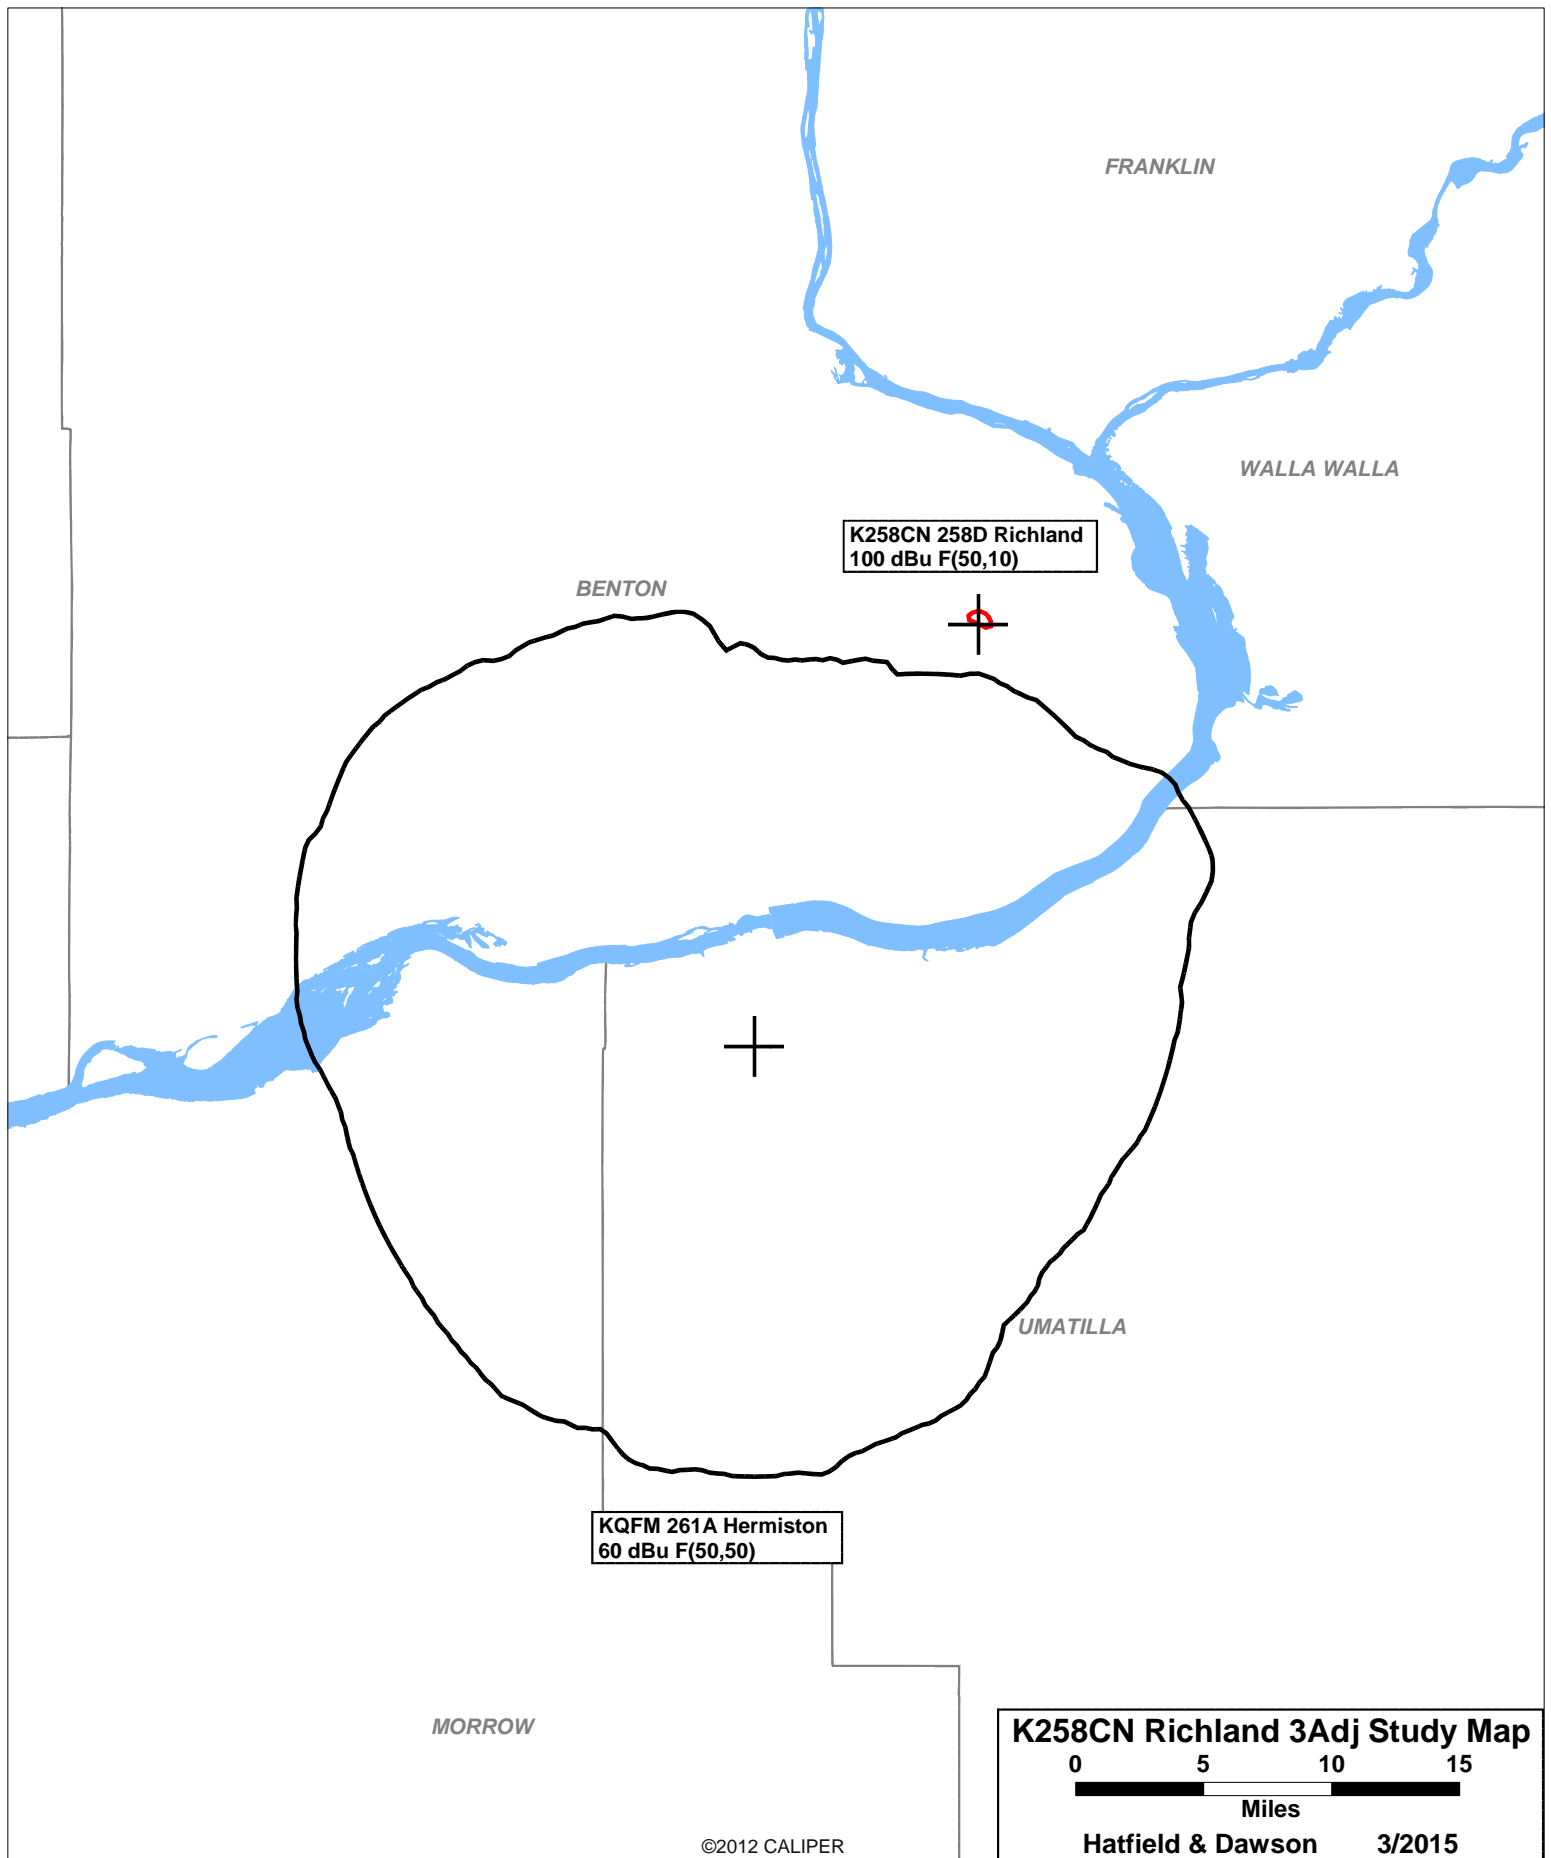 FRANKLIN
WALLA WALLA
K258CN 258D Richland
100 dBu F(50,10)
BENTON
UMATILLA
KQFM 261A Hermiston
60 dBu F(50,50)
MORROW
K258CN Richland 3Adj Study Map
0 5 10 15
Miles
Hatfield & Dawson 3/2015
©2012 CALIPER